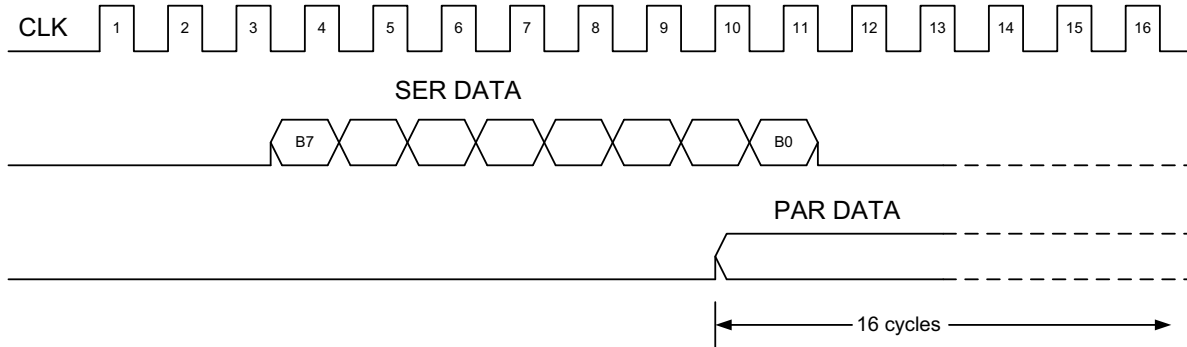 CLK 1 2 3 4 5 6 7 8 9 10 11 12 13 14 15 16
SER DATA
B7 B0
PAR DATA
16 cycles